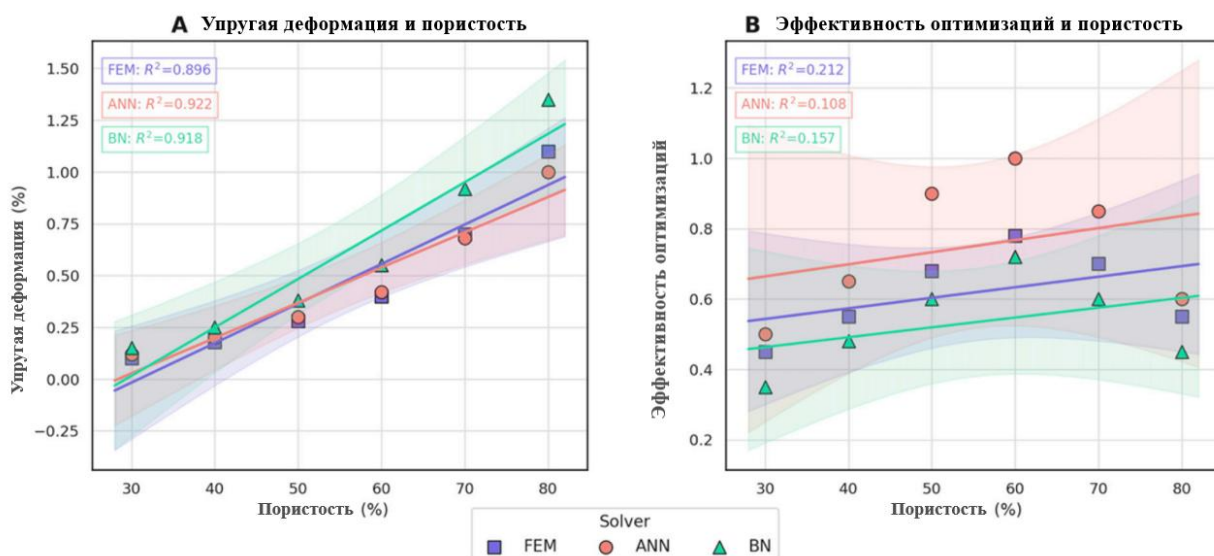 A Упругая деформация и пористость
FEM: R²=0.896
ANN: R²=0.922
BN: R²=0.918
Упругая деформация (%)
1.50
1.25
1.00
0.75
0.50
0.25
0.00
−0.25
30 40 50 60 70 80
Пористость (%)
B Эффективность оптимизаций и пористость
FEM: R²=0.212
ANN: R²=0.108
BN: R²=0.157
Эффективность оптимизаций
1.2
1.0
0.8
0.6
0.4
0.2
30 40 50 60 70 80
Пористость (%)
Solver
FEM ANN BN